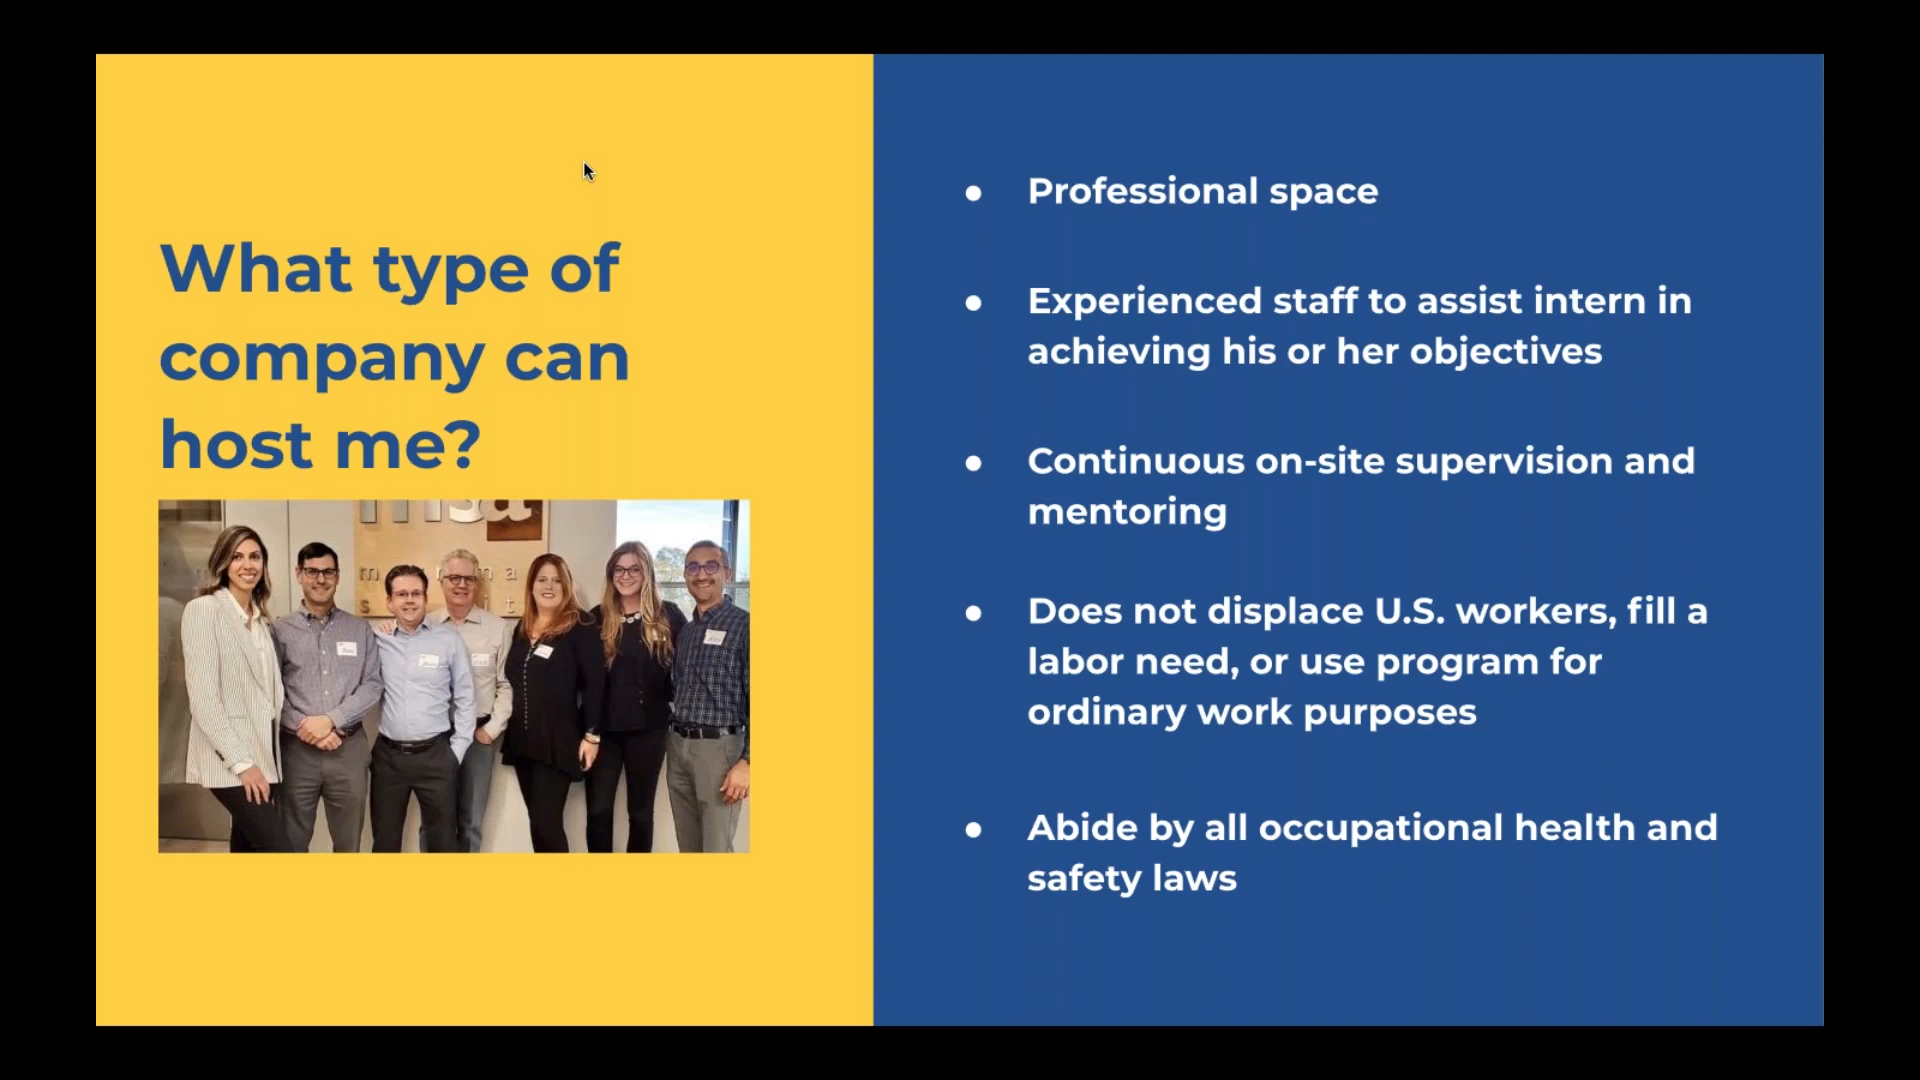 What type of
company can
host me?
● Professional space
● Experienced staff to assist intern in
achieving his or her objectives
● Continuous on-site supervision and
mentoring
● Does not displace U.S. workers, fill a
labor need, or use program for
ordinary work purposes
● Abide by all occupational health and
safety laws